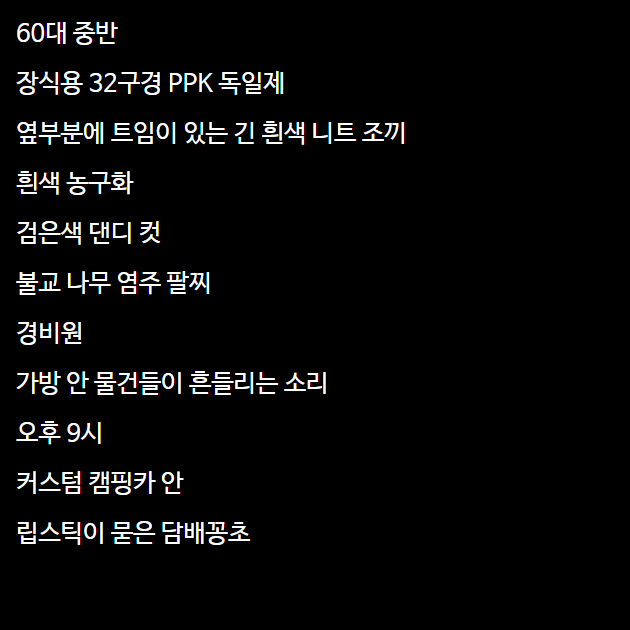 60대 중반
장식용 32구경 PPK 독일제
옆부분에 트임이 있는 긴 흰색 니트 조끼
흰색 농구화
검은색 댄디 컷
불교 나무 염주 팔찌
경비원
가방 안 물건들이 흔들리는 소리
오후 9시
커스텀 캠핑카 안
립스틱이 묻은 담배꽁초